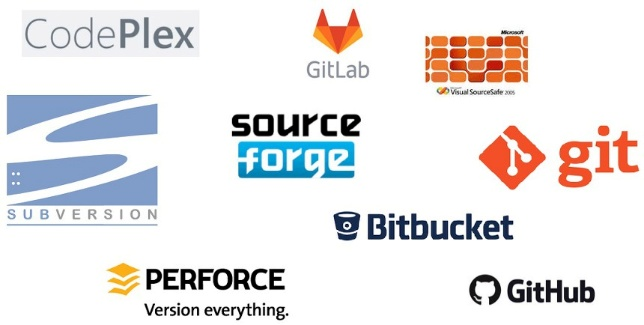 CodePlex
GitLab
Microsoft
Visual SourceSafe 2005
source
forge
git
SUBVERSION
Bitbucket
PERFORCE
Version everything.
GitHub